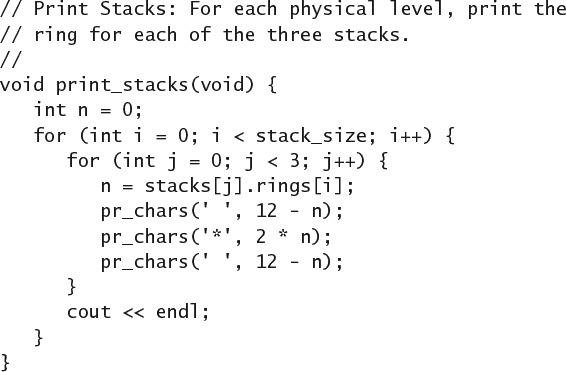 // Print Stacks: For each physical level, print the
// ring for each of the three stacks.
//
void print_stacks(void) {
   int n = 0;
   for (int i = 0; i < stack_size; i++) {
      for (int j = 0; j < 3; j++) {
         n = stacks[j].rings[i];
         pr_chars(' ', 12 - n);
         pr_chars('*', 2 * n);
         pr_chars(' ', 12 - n);
      }
      cout << endl;
   }
}